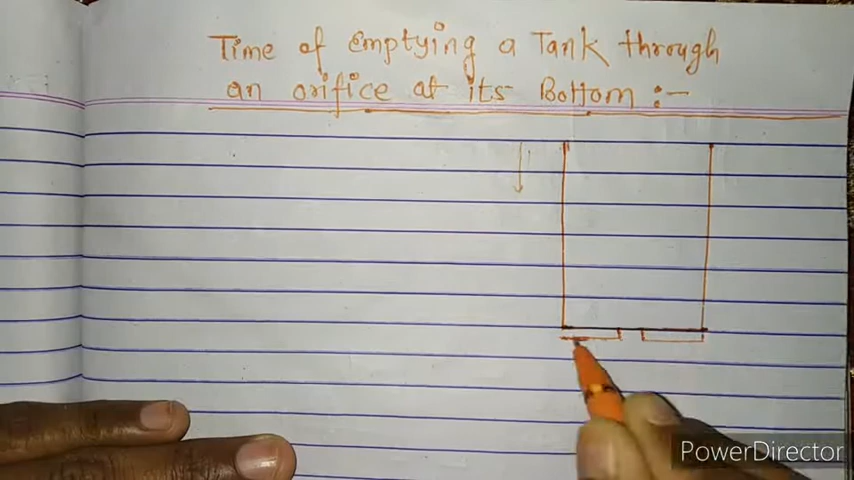 Time of Emptying a Tank through
an orifice at its Bottom :-
PowerDirector